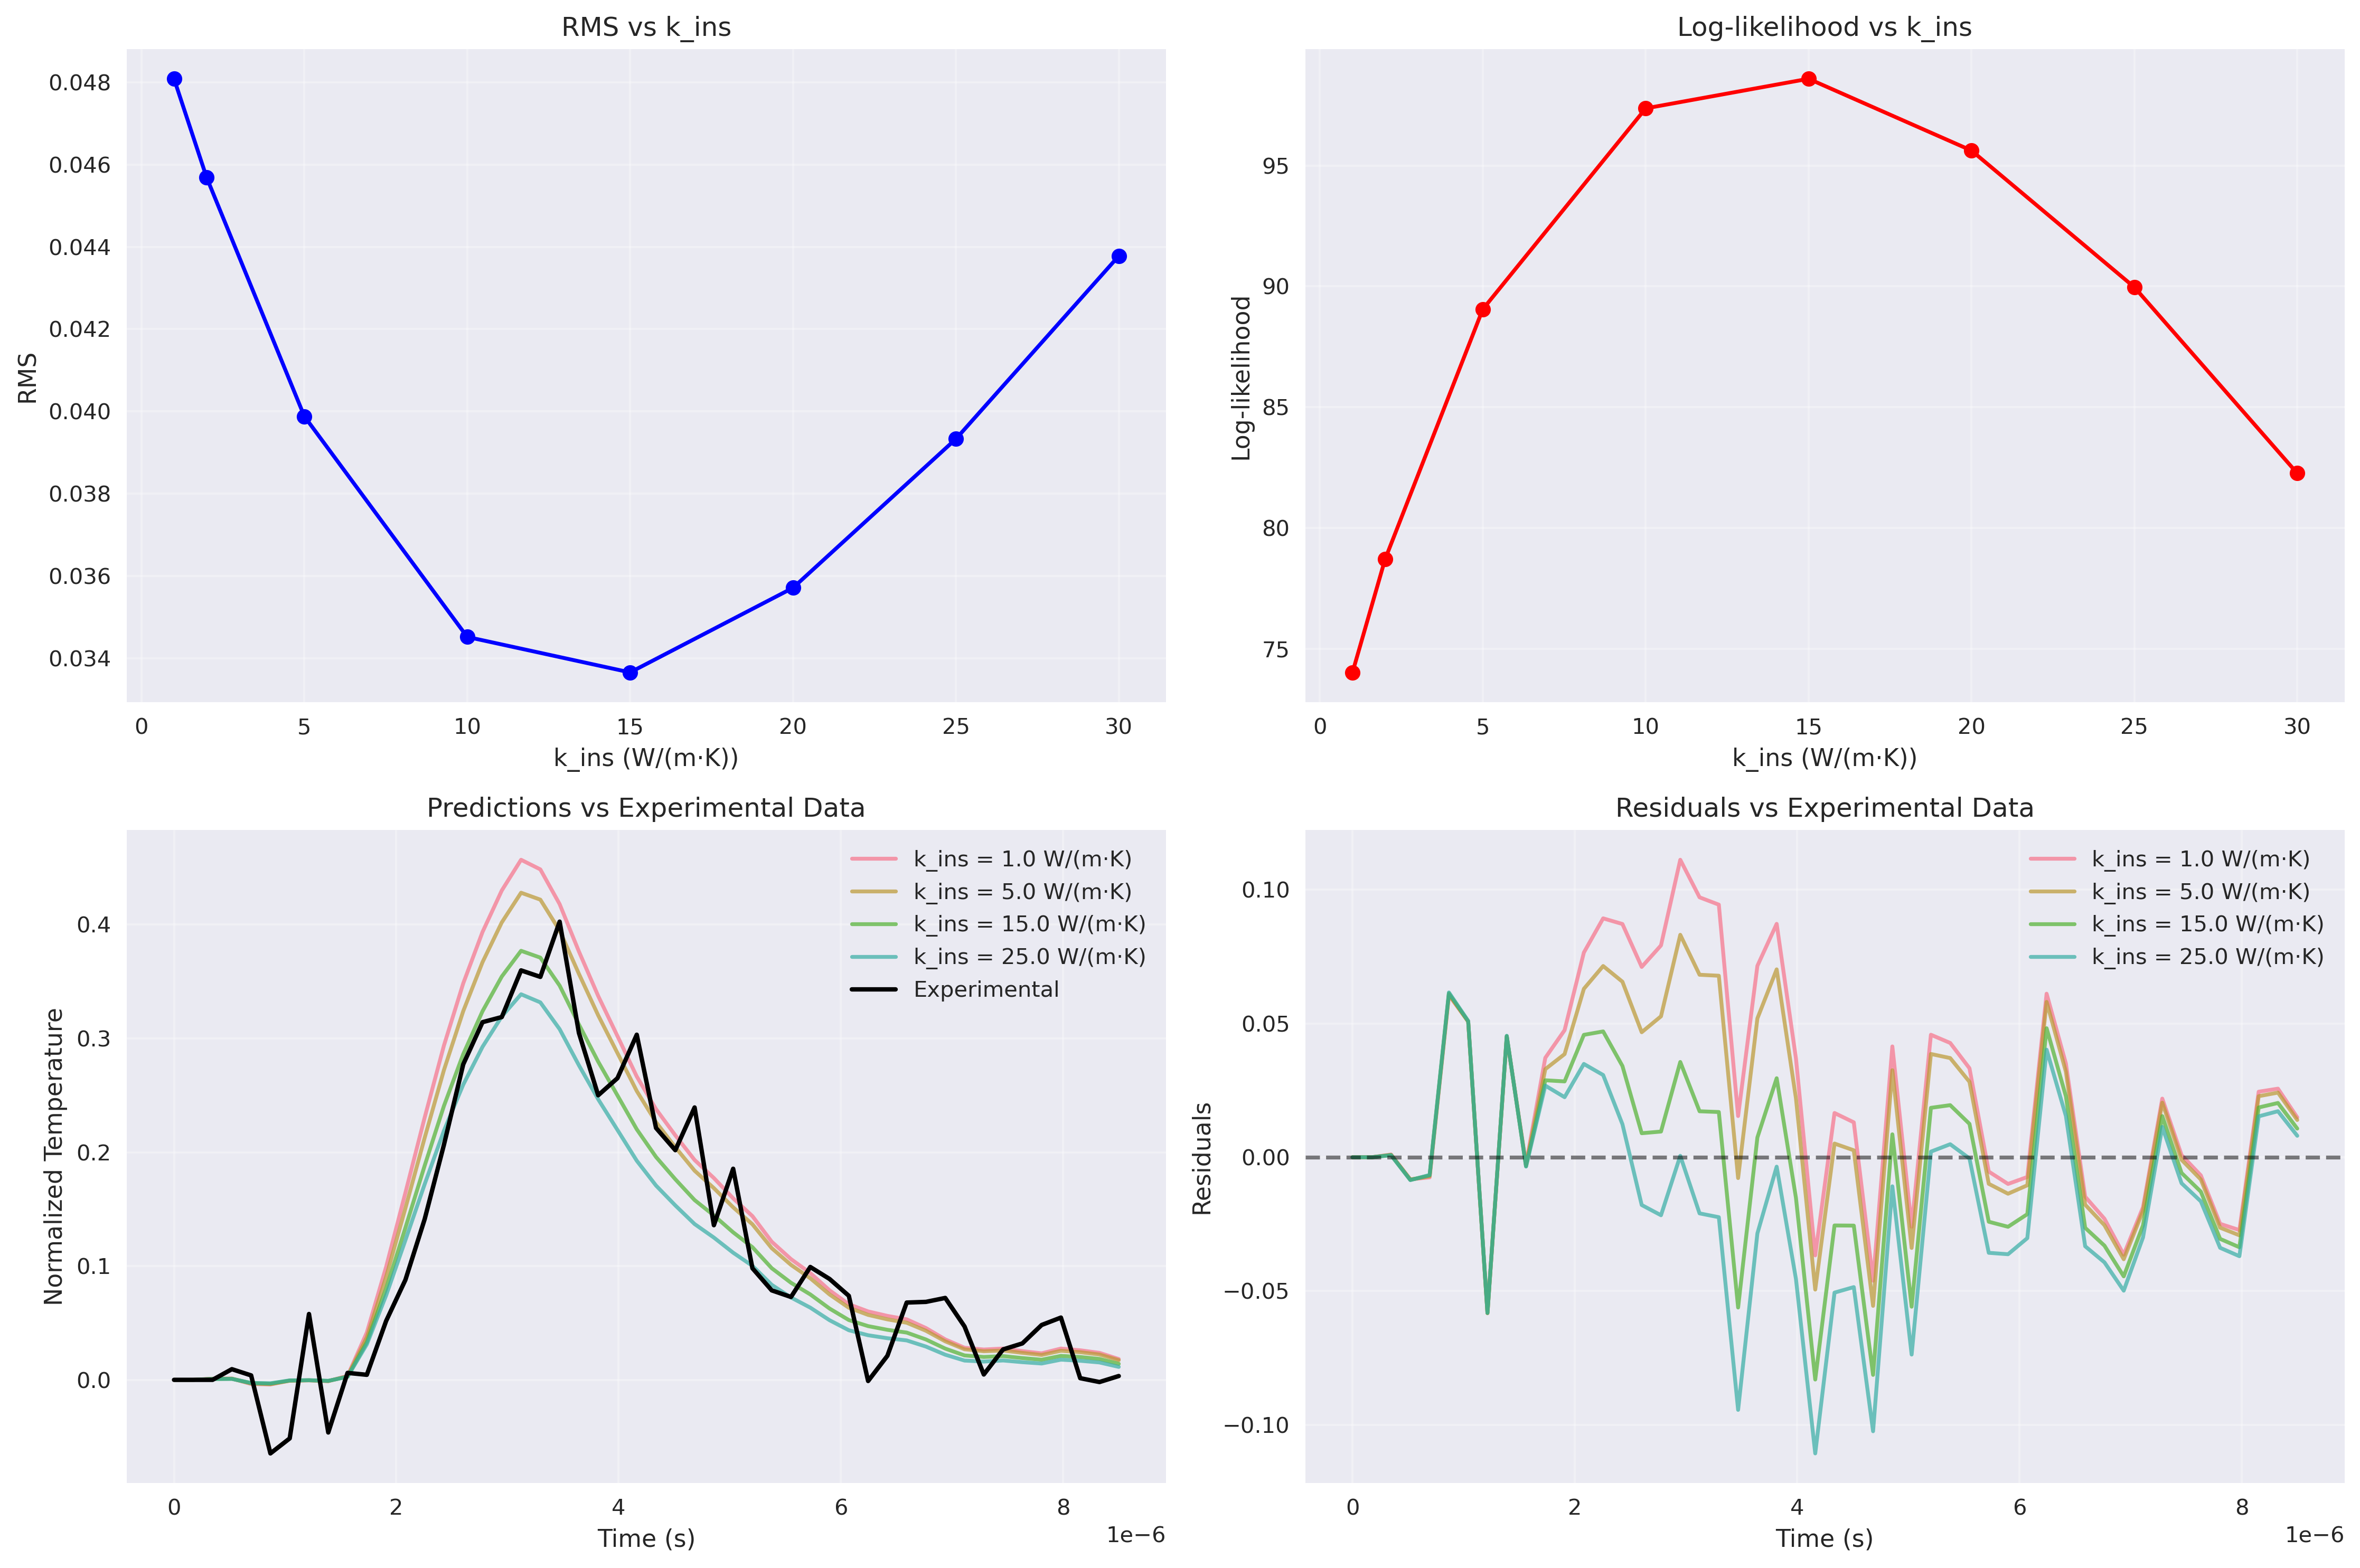 RMS vs k_ins
RMS
0.048
0.046
0.044
0.042
0.040
0.038
0.036
0.034
0 5 10 15 20 25 30
k_ins (W/(m·K))
Log-likelihood vs k_ins
Log-likelihood
95
90
85
80
75
0 5 10 15 20 25 30
k_ins (W/(m·K))
Predictions vs Experimental Data
Normalized Temperature
0.4
0.3
0.2
0.1
0.0
k_ins = 1.0 W/(m·K)
k_ins = 5.0 W/(m·K)
k_ins = 15.0 W/(m·K)
k_ins = 25.0 W/(m·K)
Experimental
0 2 4 6 8
Time (s)
1e−6
Residuals vs Experimental Data
Residuals
0.10
0.05
0.00
−0.05
−0.10
k_ins = 1.0 W/(m·K)
k_ins = 5.0 W/(m·K)
k_ins = 15.0 W/(m·K)
k_ins = 25.0 W/(m·K)
0 2 4 6 8
Time (s)
1e−6